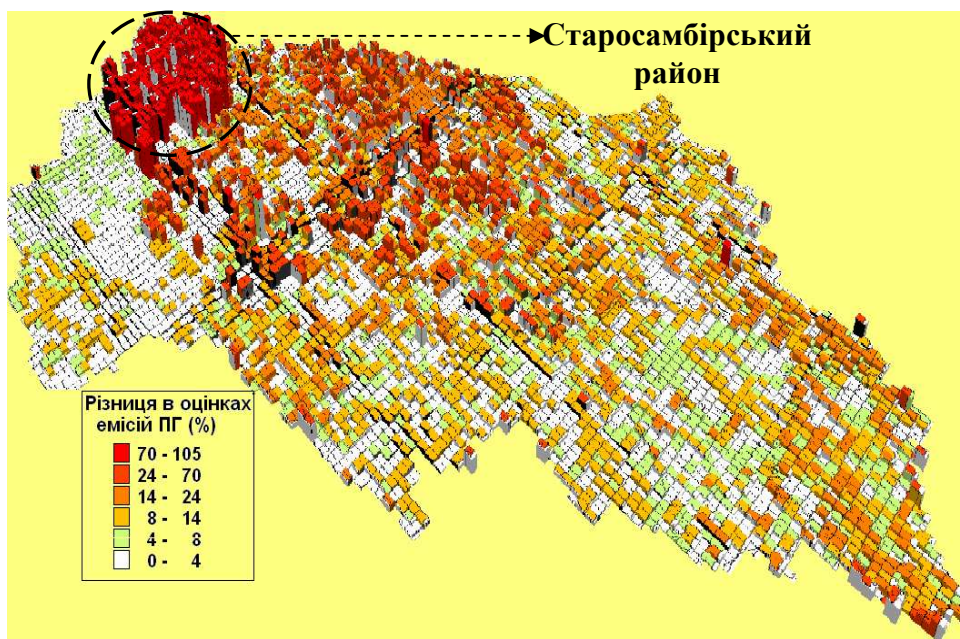 Старосамбірський
район
Різниця в оцінках
емісій ПГ (%)
70 - 105
24 - 70
14 - 24
8 - 14
4 - 8
0 - 4